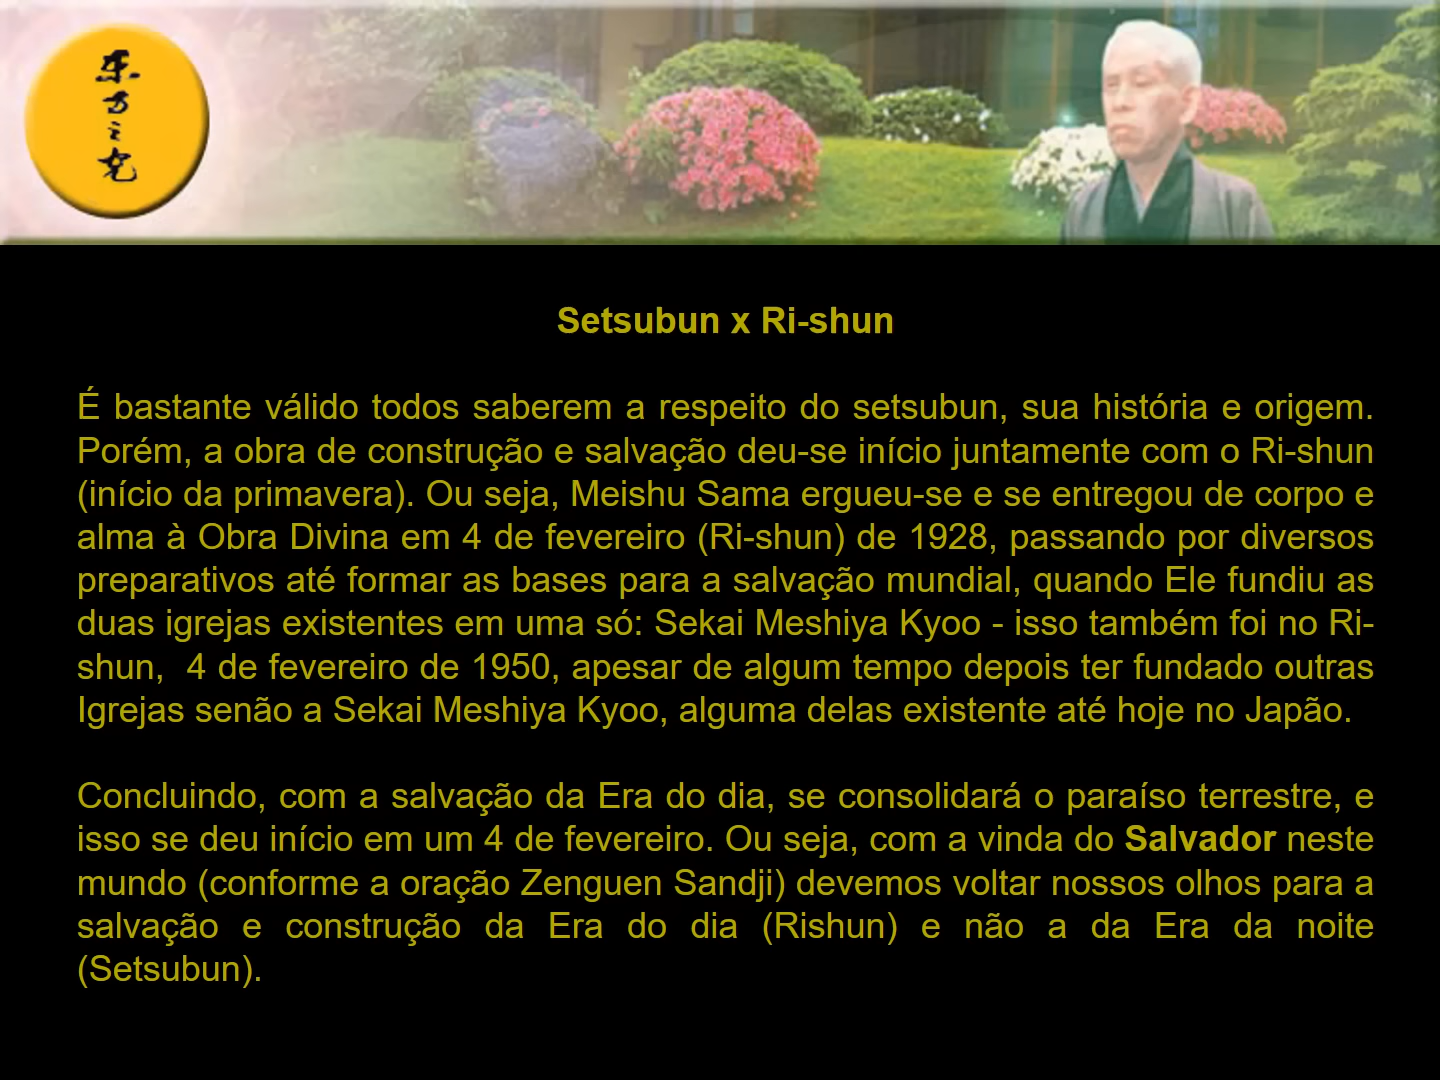 東方之光
Setsubun x Ri-shun
É bastante válido todos saberem a respeito do setsubun, sua história e origem.
Porém, a obra de construção e salvação deu-se início juntamente com o Ri-shun
(início da primavera). Ou seja, Meishu Sama ergueu-se e se entregou de corpo e
alma à Obra Divina em 4 de fevereiro (Ri-shun) de 1928, passando por diversos
preparativos até formar as bases para a salvação mundial, quando Ele fundiu as
duas igrejas existentes em uma só: Sekai Meshiya Kyoo - isso também foi no Ri-
shun,  4 de fevereiro de 1950, apesar de algum tempo depois ter fundado outras
Igrejas senão a Sekai Meshiya Kyoo, alguma delas existente até hoje no Japão.
Concluindo, com a salvação da Era do dia, se consolidará o paraíso terrestre, e
isso se deu início em um 4 de fevereiro. Ou seja, com a vinda do Salvador neste
mundo (conforme a oração Zenguen Sandji) devemos voltar nossos olhos para a
salvação e construção da Era do dia (Rishun) e não a da Era da noite
(Setsubun).